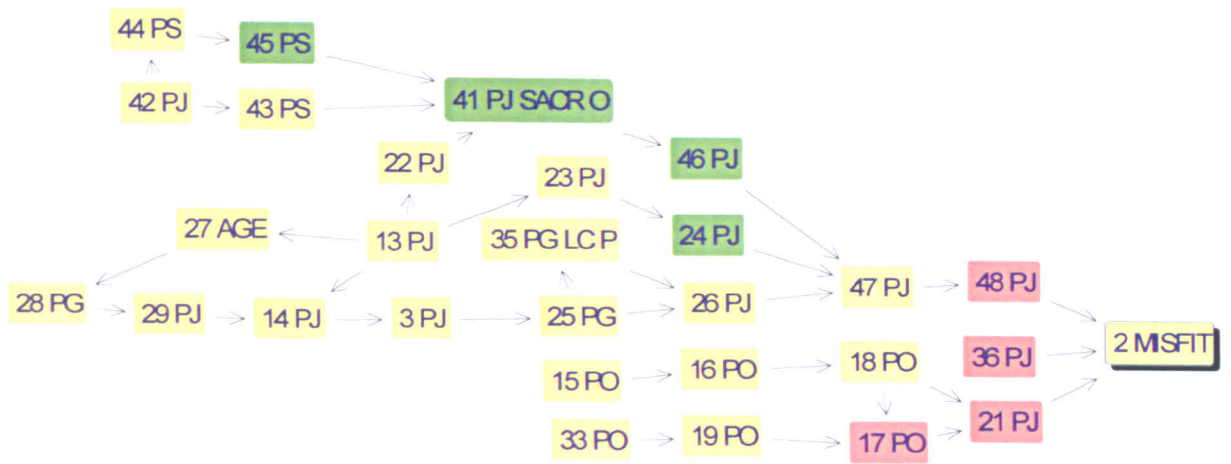 44 PS
45 PS
42 PJ
43 PS
41 PJ SACRO
22 PJ
23 PJ
46 PJ
27 AGE
13 PJ
35 PG LCP
24 PJ
28 PG
29 PJ
14 PJ
3 PJ
25 PG
26 PJ
47 PJ
48 PJ
2 MISFIT
15 PO
16 PO
18 PO
36 PJ
33 PO
19 PO
17 PO
21 PJ